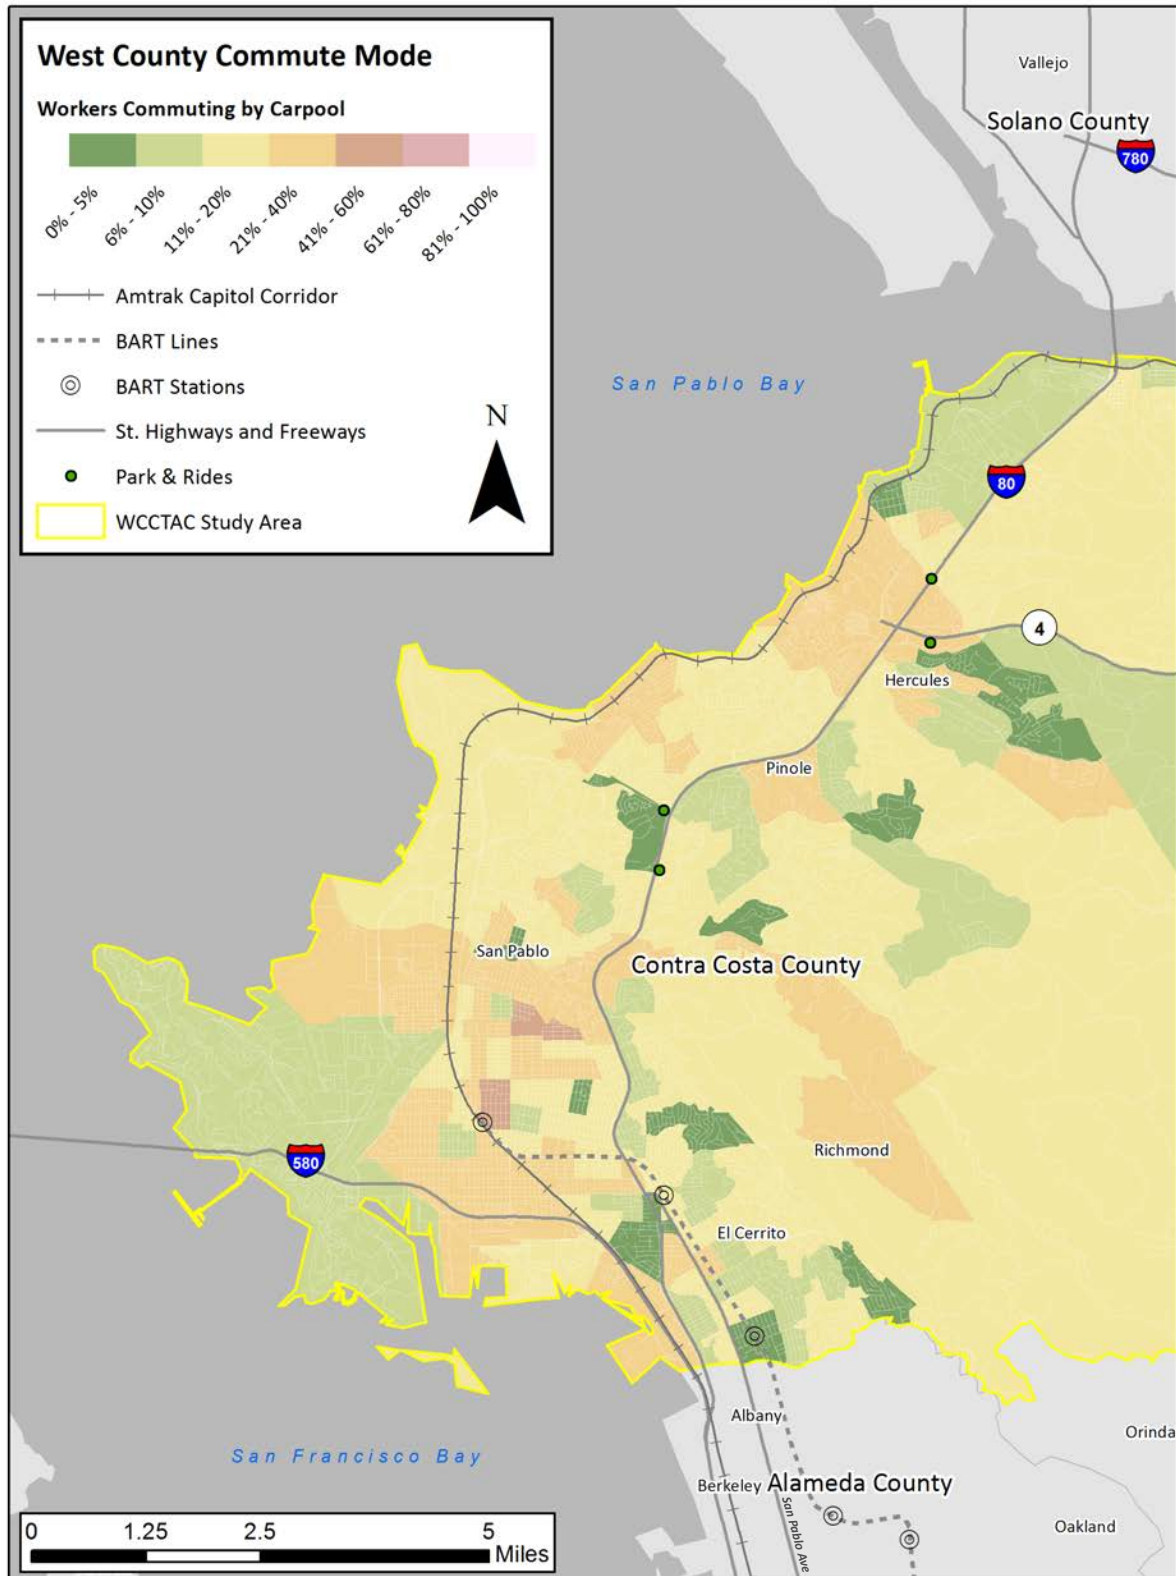 West County Commute Mode
Workers Commuting by Carpool
0% - 5%
6% - 10%
11% - 20%
21% - 40%
41% - 60%
61% - 80%
81% - 100%
Amtrak Capitol Corridor
BART Lines
BART Stations
St. Highways and Freeways
Park & Rides
WCCTAC Study Area
N
Vallejo
Solano County
780
San Pablo Bay
80
4
Hercules
Pinole
San Pablo
Contra Costa County
Richmond
580
El Cerrito
Albany
Orinda
San Francisco Bay
Berkeley
Alameda County
San Pablo Ave
Oakland
0 1.25 2.5 5
Miles